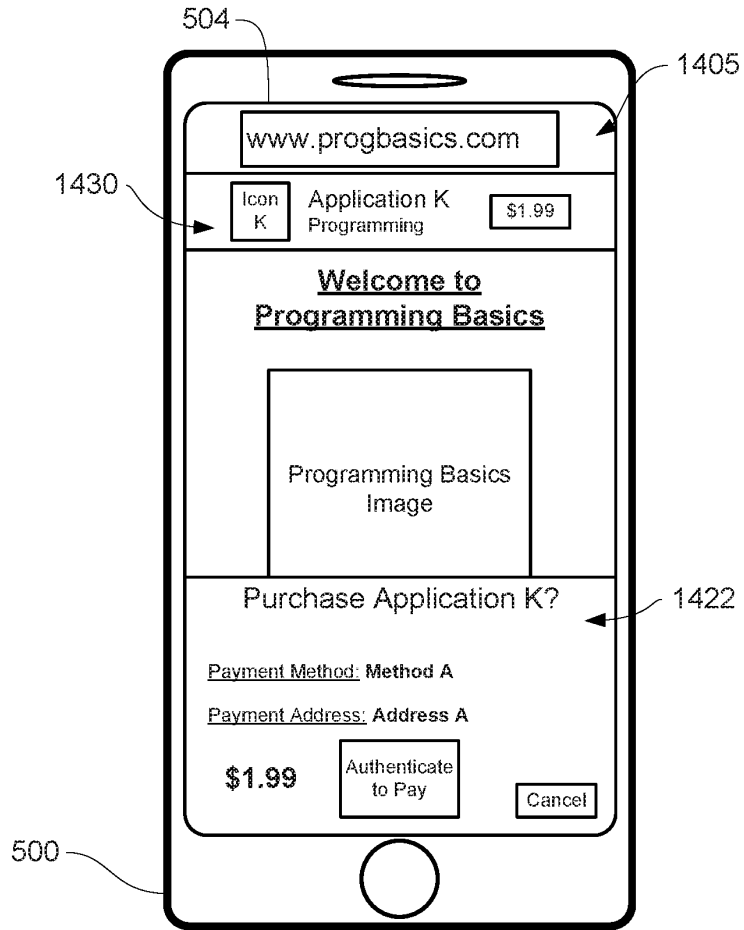 504
1405
www.progbasics.com
1430
Icon
K
Application K
Programming
$1.99
Welcome to
Programming Basics
Programming Basics
Image
Purchase Application K?
1422
Payment Method: Method A
Payment Address: Address A
$1.99
Authenticate
to Pay
Cancel
500